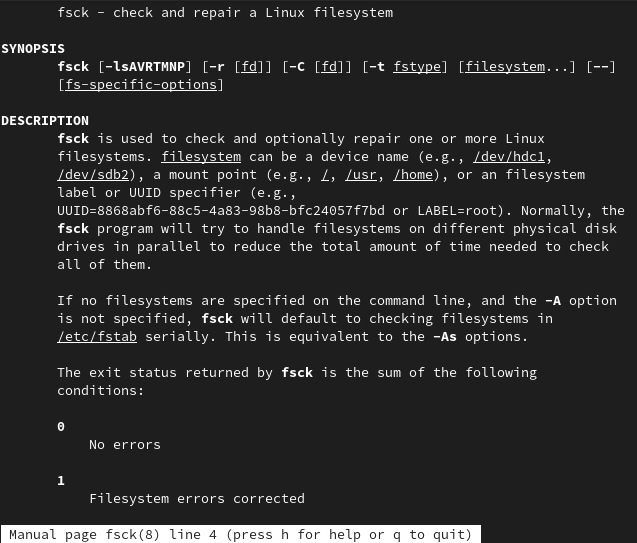 fsck - check and repair a Linux filesystem
SYNOPSIS
fsck [-lsAVRTMNP] [-r [fd]] [-C [fd]] [-t fstype] [filesystem...] [--]
[fs-specific-options]
DESCRIPTION
fsck is used to check and optionally repair one or more Linux
filesystems. filesystem can be a device name (e.g., /dev/hdc1,
/dev/sdb2), a mount point (e.g., /, /usr, /home), or an filesystem
label or UUID specifier (e.g.,
UUID=8868abf6-88c5-4a83-98b8-bfc24057f7bd or LABEL=root). Normally, the
fsck program will try to handle filesystems on different physical disk
drives in parallel to reduce the total amount of time needed to check
all of them.
If no filesystems are specified on the command line, and the -A option
is not specified, fsck will default to checking filesystems in
/etc/fstab serially. This is equivalent to the -As options.
The exit status returned by fsck is the sum of the following
conditions:
0
No errors
1
Filesystem errors corrected
Manual page fsck(8) line 4 (press h for help or q to quit)